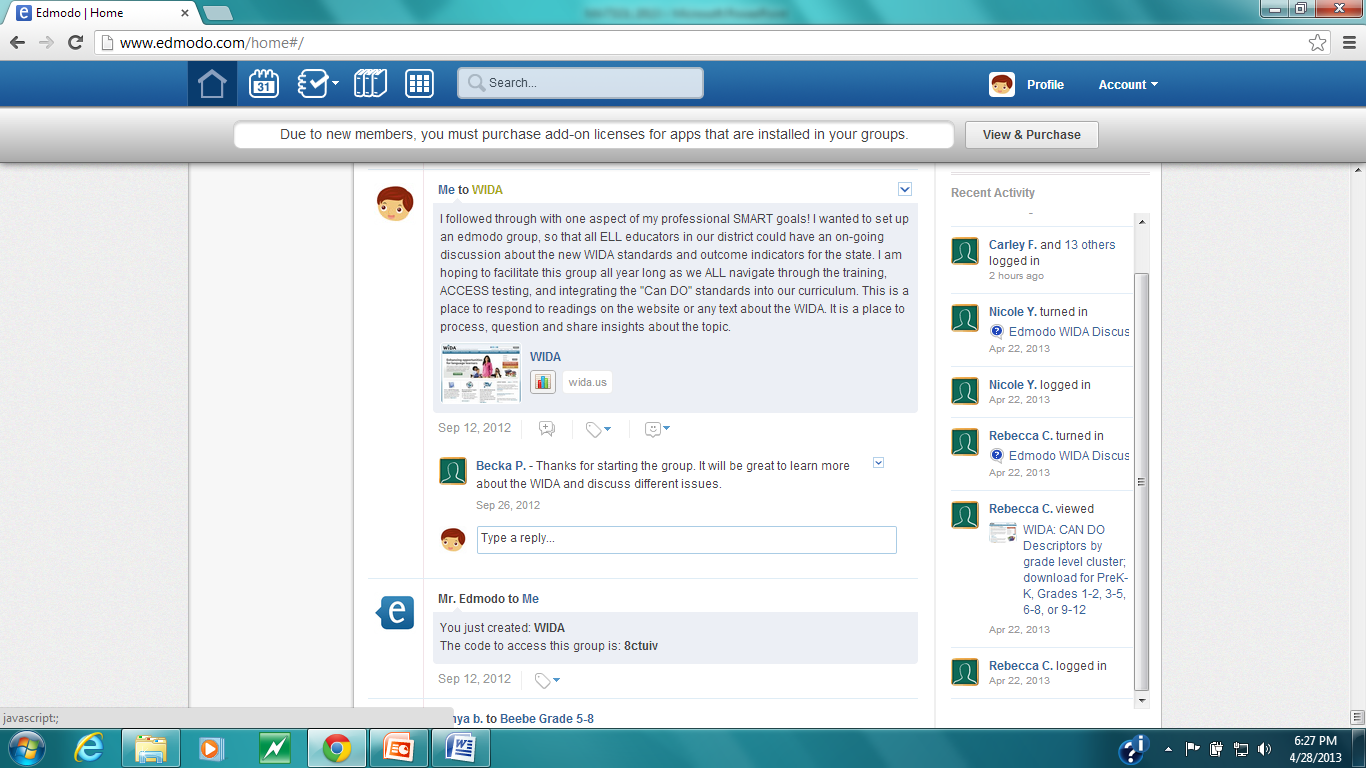 Edmodo | Home
www.edmodo.com/home#/
31
Search...
Profile
Account
Due to new members, you must purchase add-on licenses for apps that are installed in your groups.
View & Purchase
Me to WIDA
I followed through with one aspect of my professional SMART goals! I wanted to set up
an edmodo group, so that all ELL educators in our district could have an on-going
discussion about the new WIDA standards and outcome indicators for the state. I am
hoping to facilitate this group all year long as we ALL navigate through the training,
ACCESS testing, and integrating the "Can DO" standards into our curriculum. This is a
place to respond to readings on the website or any text about the WIDA. It is a place to
process, question and share insights about the topic.
WIDA
WIDA
wida.us
Sep 12, 2012
Becka P. - Thanks for starting the group. It will be great to learn more
about the WIDA and discuss different issues.
Sep 26, 2012
Type a reply...
Mr. Edmodo to Me
You just created: WIDA
The code to access this group is: 8ctuiv
Sep 12, 2012
nya b. to Beebe Grade 5-8
Recent Activity
Carley F. and 13 others
logged in
2 hours ago
Nicole Y. turned in
Edmodo WIDA Discus
Apr 22, 2013
Nicole Y. logged in
Apr 22, 2013
Rebecca C. turned in
Edmodo WIDA Discus
Apr 22, 2013
Rebecca C. viewed
WIDA: CAN DO
Descriptors by
grade level cluster;
download for PreK-
K, Grades 1-2, 3-5,
6-8, or 9-12
Apr 22, 2013
Rebecca C. logged in
Apr 22, 2013
javascript:;
6:27 PM
4/28/2013